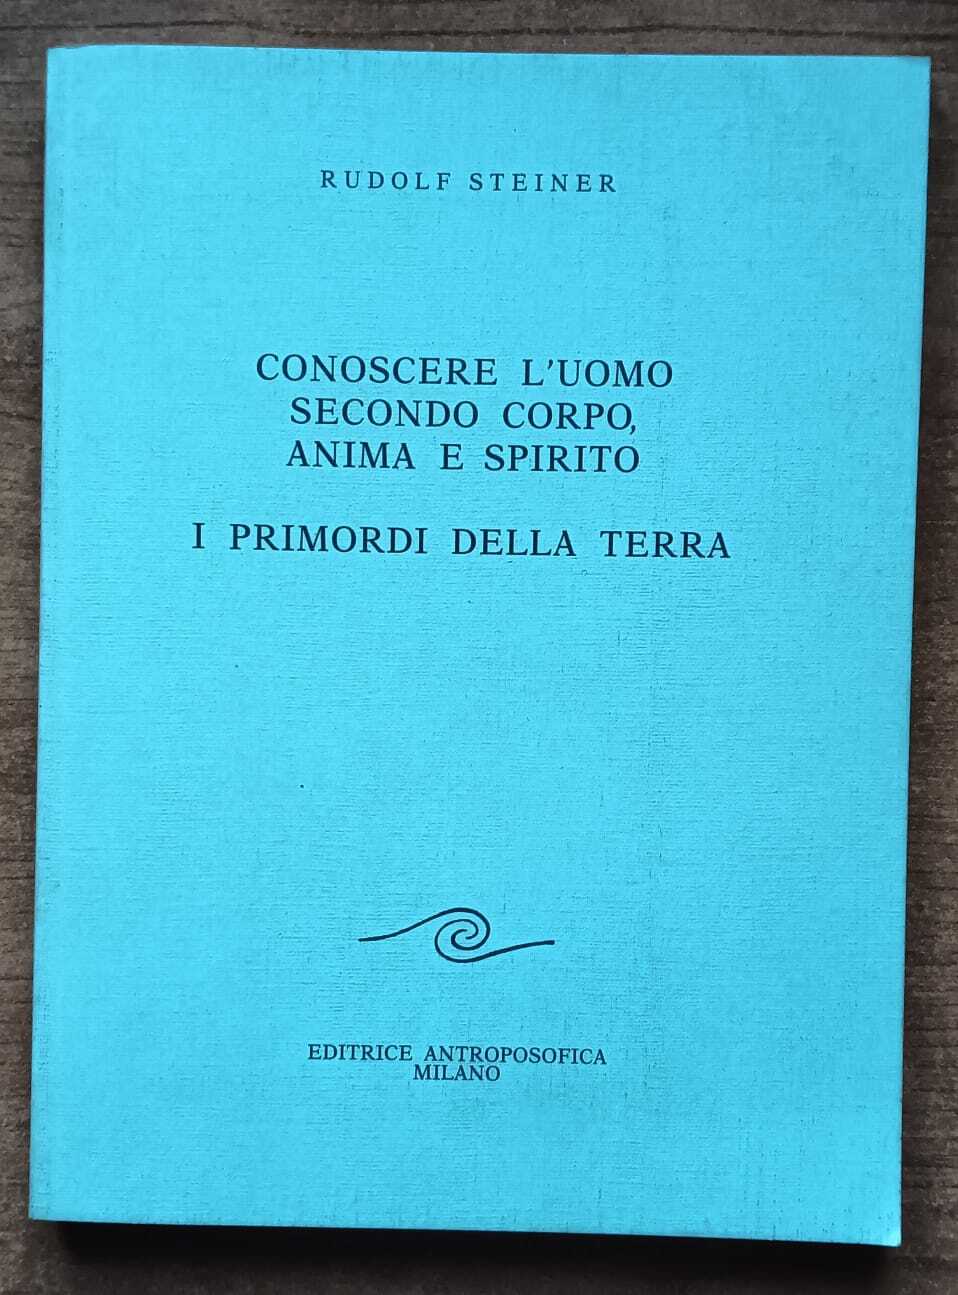 RUDOLF STEINER
CONOSCERE L'UOMO
SECONDO CORPO,
ANIMA E SPIRITO
I PRIMORDI DELLA TERRA
EDITRICE ANTROPOSOFICA
MILANO